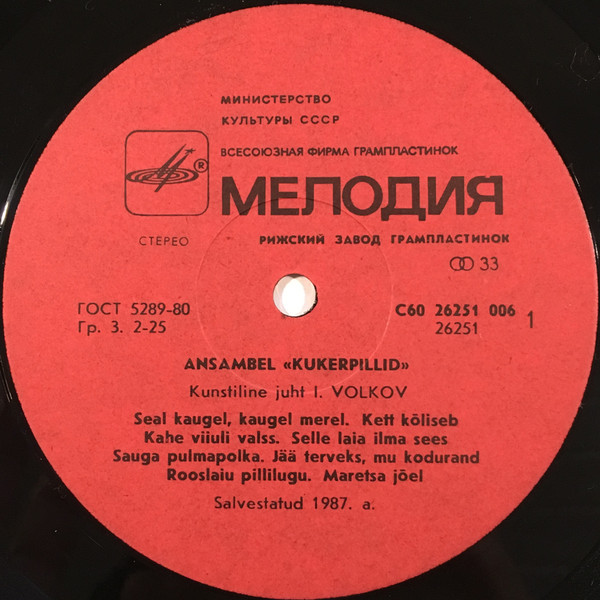 МИНИСТЕРСТВО
КУЛЬТУРЫ СССР
ВСЕСОЮЗНАЯ ФИРМА ГРАМПЛАСТИНОК
®
МЕЛОДИЯ
СТЕРЕО
РИЖСКИЙ ЗАВОД ГРАМПЛАСТИНОК
33
ГОСТ 5289-80
Гр. 3. 2-25
С60 26251 006
26251
1
ANSAMBEL «KUKERPILLID»
Kunstiline juht I. VOLKOV
Seal kaugel, kaugel merel. Kett kõliseb
Kahe viiuli valss. Selle laia ilma sees
Sauga pulmapolka. Jää terveks, mu kodurand
Rooslaiu pillilugu. Maretsa jõel
Salvestatud 1987. a.